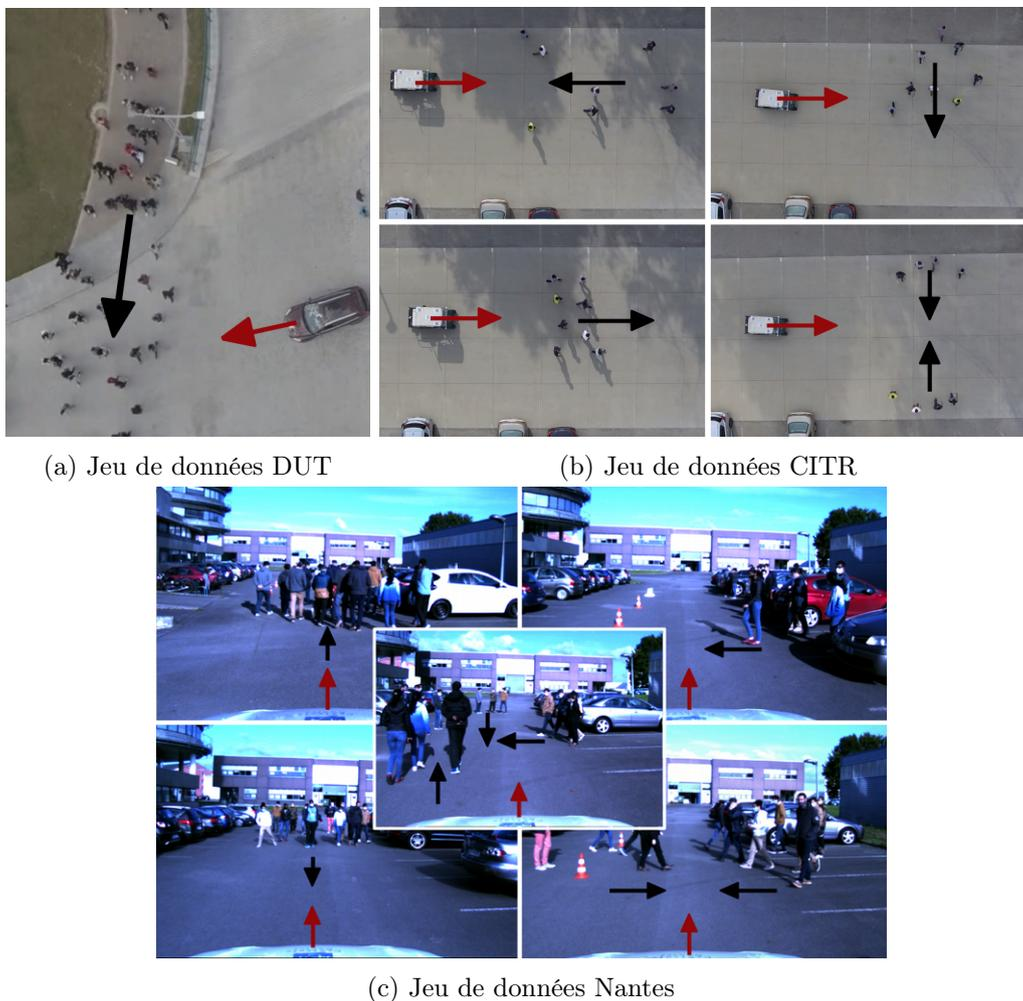 (a) Jeu de données DUT
(b) Jeu de données CITR
(c) Jeu de données Nantes